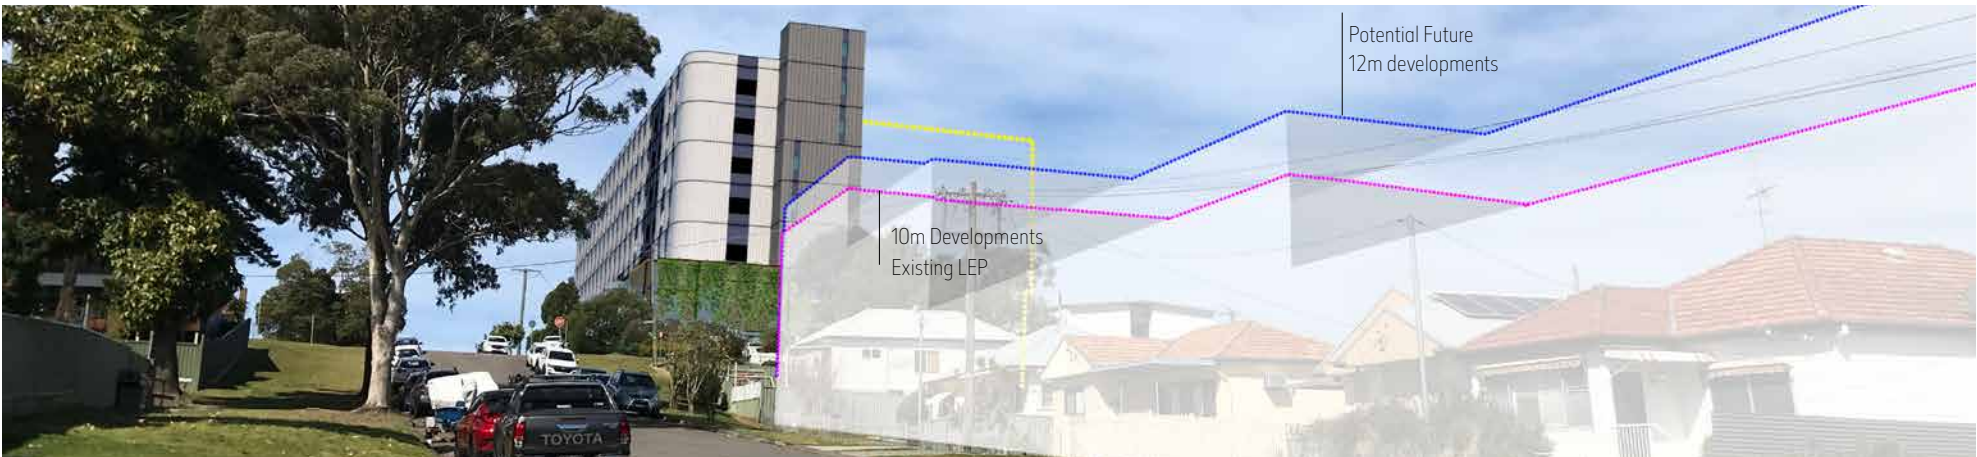 Potential Future
12m developments
10m Developments
Existing LEP
TOYOTA